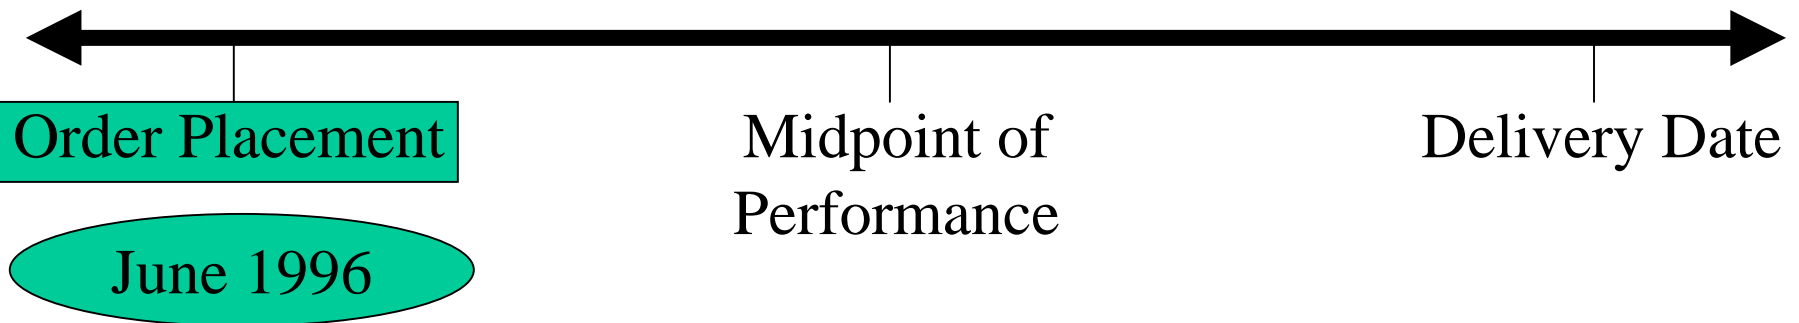 Order Placement
Midpoint of
Performance
Delivery Date
June 1996